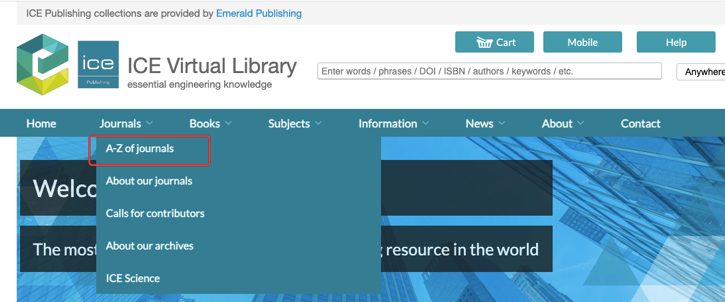 ICE Publishing collections are provided by Emerald Publishing
Cart
Mobile
Help
ice
Publishing
ICE Virtual Library
essential engineering knowledge
Enter words / phrases / DOI / ISBN / authors / keywords / etc.
Anywhere
Home
Journals
Books
Subjects
Information
News
About
Contact
A-Z of journals
About our journals
Calls for contributors
About our archives
ICE Science
Welco
The most
g resource in the world